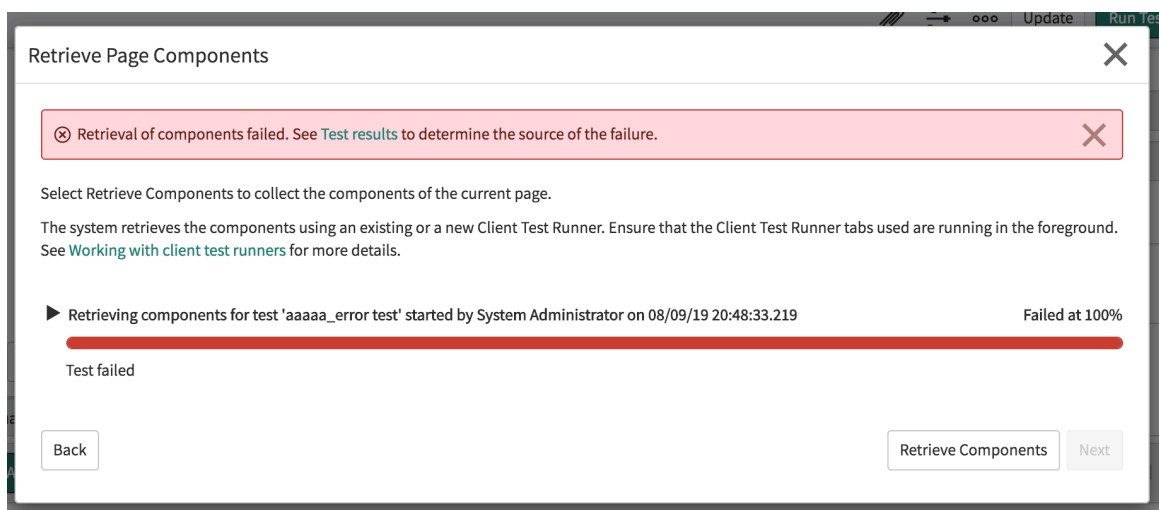 ooo Update Run Tes
Retrieve Page Components
Retrieval of components failed. See Test results to determine the source of the failure.
Select Retrieve Components to collect the components of the current page.
The system retrieves the components using an existing or a new Client Test Runner. Ensure that the Client Test Runner tabs used are running in the foreground.
See Working with client test runners for more details.
Retrieving components for test 'aaaaa_error test' started by System Administrator on 08/09/19 20:48:33.219 Failed at 100%
Test failed
Back Retrieve Components Next